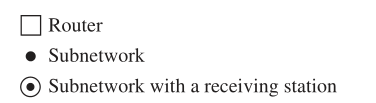 Router
Subnetwork
Subnetwork with a receiving station